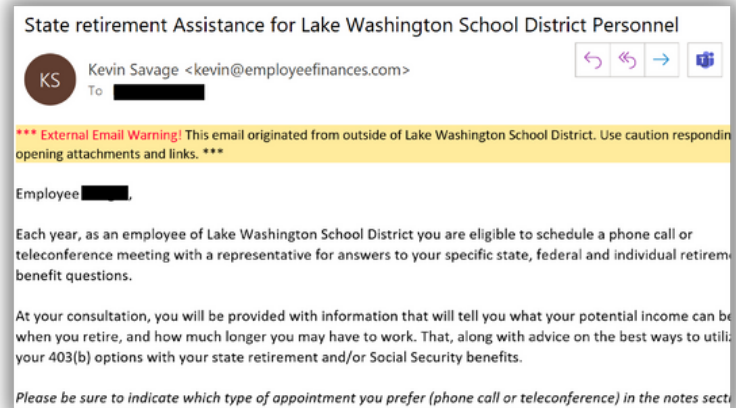 State retirement Assistance for Lake Washington School District Personnel
KS
Kevin Savage <kevin@employeefinances.com>
To
*** External Email Warning! This email originated from outside of Lake Washington School District. Use caution respondin
opening attachments and links. ***
Employee ,
Each year, as an employee of Lake Washington School District you are eligible to schedule a phone call or
teleconference meeting with a representative for answers to your specific state, federal and individual retirem
benefit questions.
At your consultation, you will be provided with information that will tell you what your potential income can be
when you retire, and how much longer you may have to work. That, along with advice on the best ways to utiliz
your 403(b) options with your state retirement and/or Social Security benefits.
Please be sure to indicate which type of appointment you prefer (phone call or teleconference) in the notes secti